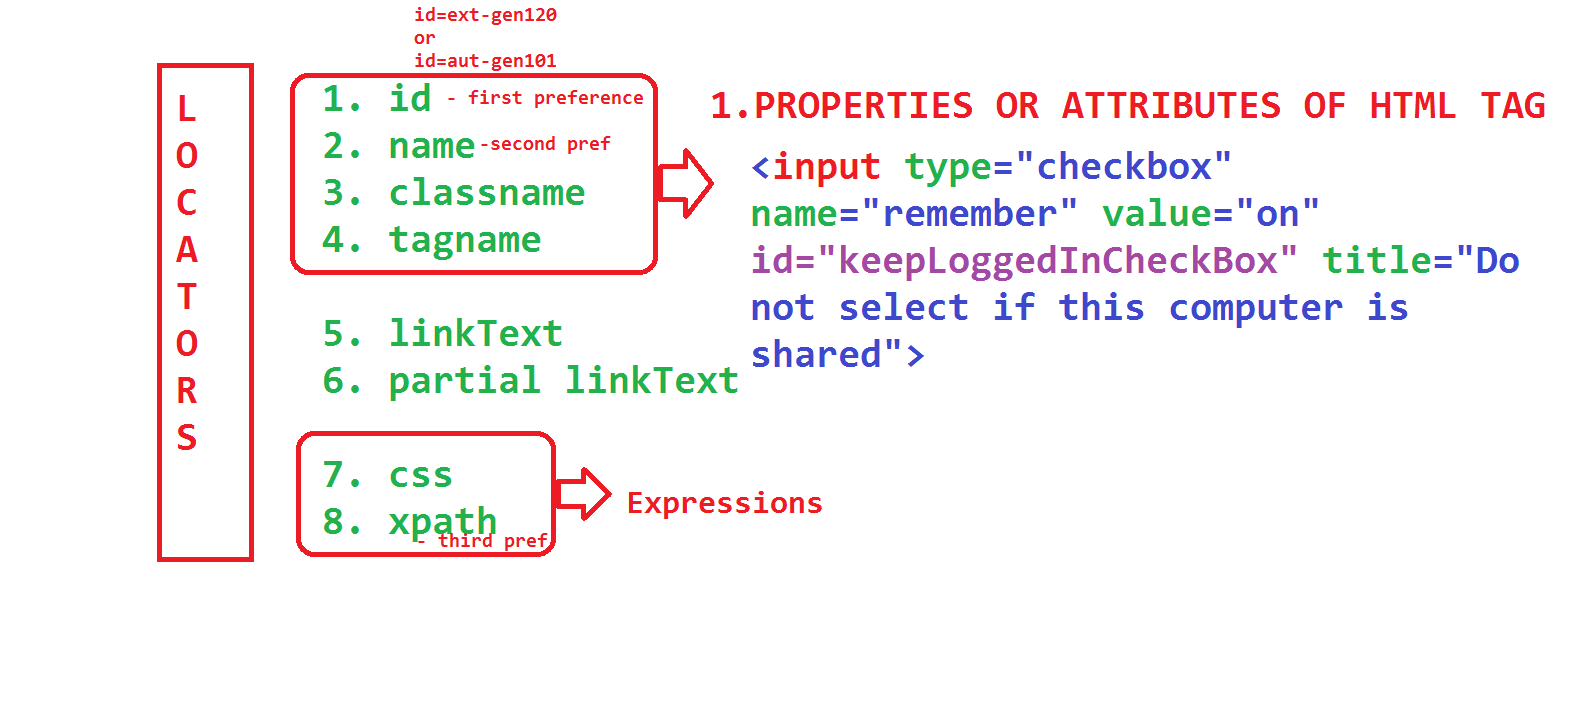 id=ext-gen120
or
id=aut-gen101
LOCATORS
1. id - first preference
2. name -second pref
3. classname
4. tagname
5. linkText
6. partial linkText
7. css
8. xpath
- third pref
Expressions
1.PROPERTIES OR ATTRIBUTES OF HTML TAG
<input type="checkbox"
name="remember" value="on"
id="keepLoggedInCheckBox" title="Do
not select if this computer is
shared">